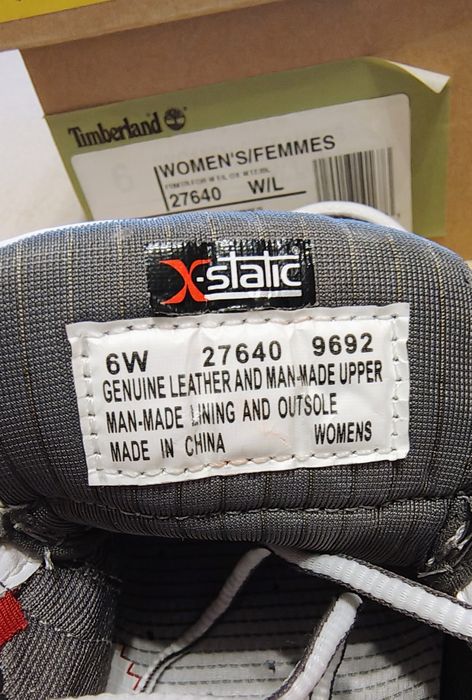 Timberland
WOMEN'S/FEMMES
27640 W/L
X-static
6W 27640 9692
GENUINE LEATHER AND MAN-MADE UPPER
MAN-MADE LINING AND OUTSOLE
MADE IN CHINA WOMENS